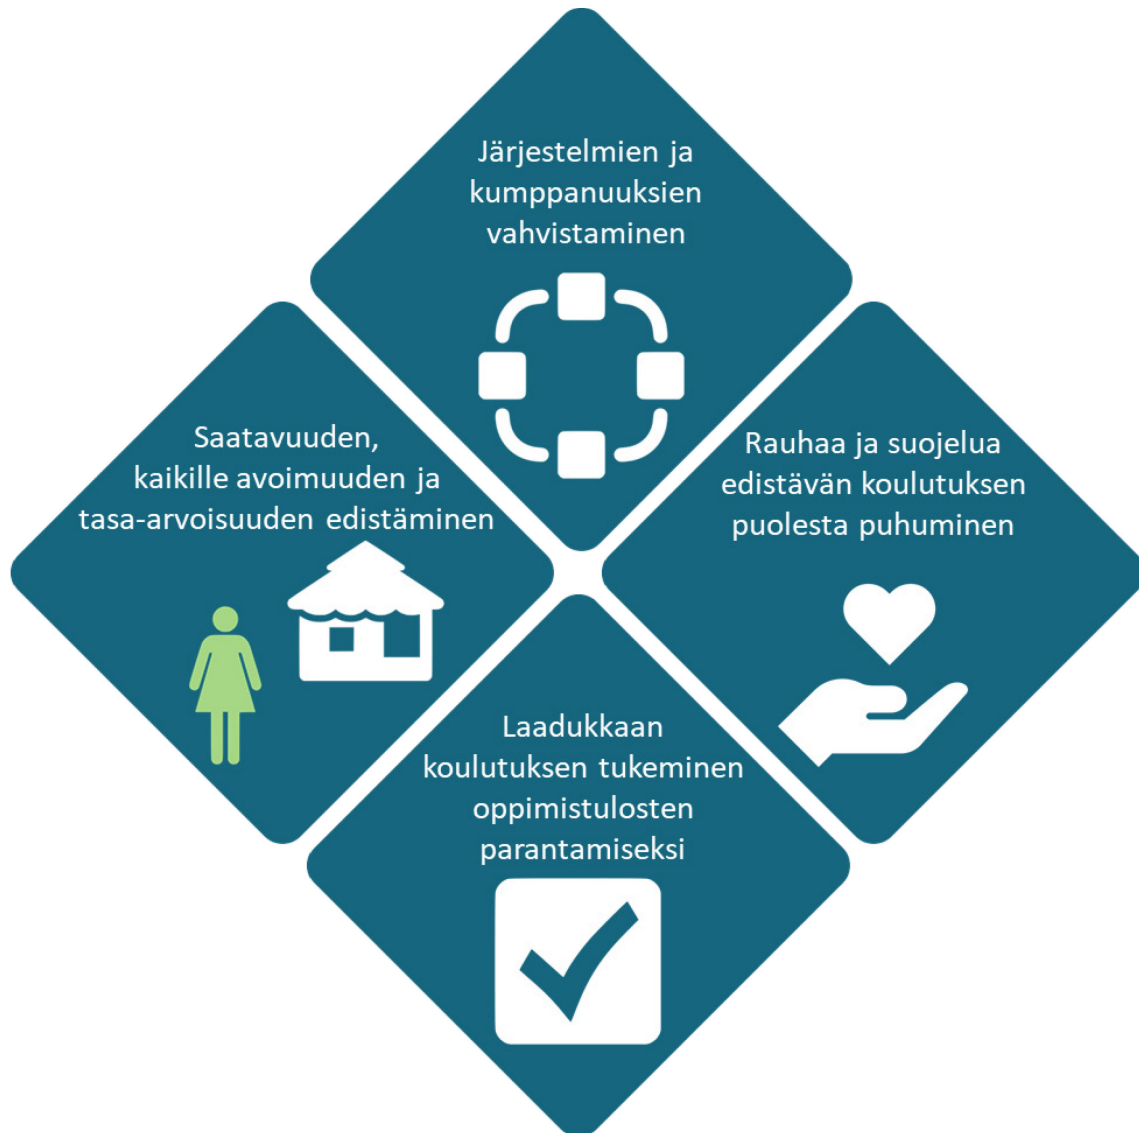 Järjestelmien ja
kumppanuuksien
vahvistaminen
Saatavuuden,
kaikille avoimuuden ja
tasa-arvoisuuden edistäminen
Rauhaa ja suojelua
edistävän koulutuksen
puolesta puhuminen
Laadukkaan
koulutuksen tukeminen
oppimistulosten
parantamiseksi